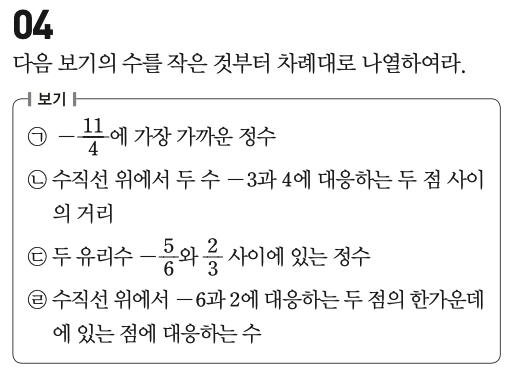 04
다음 보기의 수를 작은 것부터 차례대로 나열하여라.
보기
㉠ -11/4에 가장 가까운 정수
㉡ 수직선 위에서 두 수 -3과 4에 대응하는 두 점 사이
의 거리
㉢ 두 유리수 -5/6와 2/3 사이에 있는 정수
㉣ 수직선 위에서 -6과 2에 대응하는 두 점의 한가운데
에 있는 점에 대응하는 수